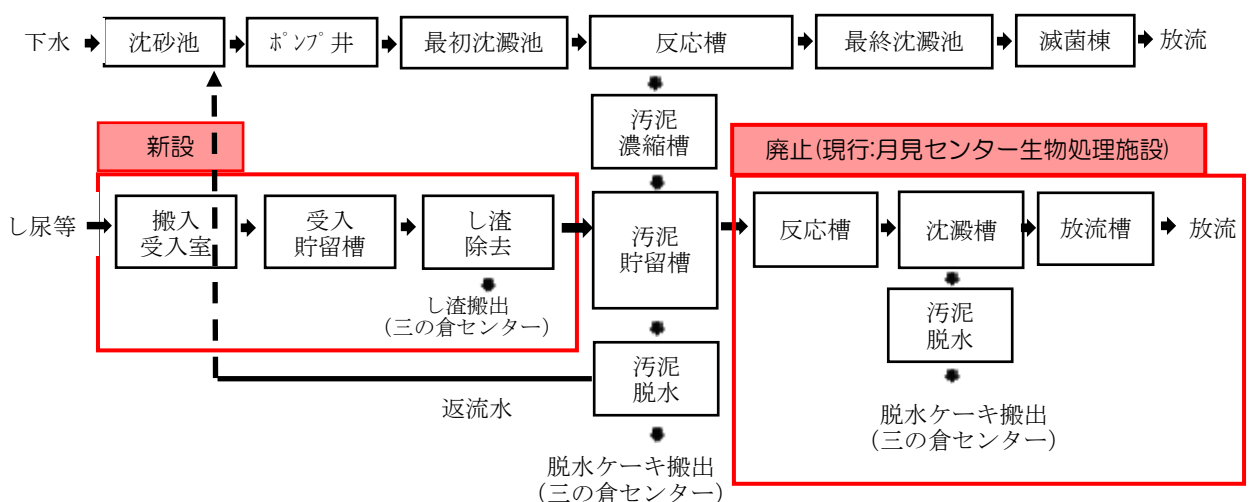 下水
沈砂池
ﾎﾟﾝﾌﾟ井
最初沈澱池
反応槽
最終沈澱池
滅菌棟
放流
汚泥
濃縮槽
新設
廃止(現行:月見センター生物処理施設)
し尿等
搬入
受入室
受入
貯留槽
し渣
除去
汚泥
貯留槽
反応槽
沈澱槽
放流槽
放流
し渣搬出
(三の倉センター)
汚泥
脱水
汚泥
脱水
返流水
脱水ケーキ搬出
(三の倉センター)
脱水ケーキ搬出
(三の倉センター)